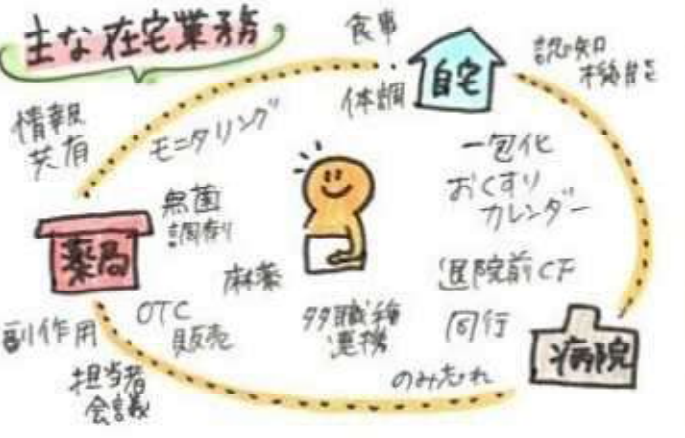 主な在宅業務
食事
体調
自宅
認知
機能
情報
共有
モニタリング
一包化
おくすり
カレンダー
無菌
調剤
薬局
麻薬
退院前CF
同行
多職種
連携
OTC
販売
副作用
担当者
会議
のみ忘れ
病院